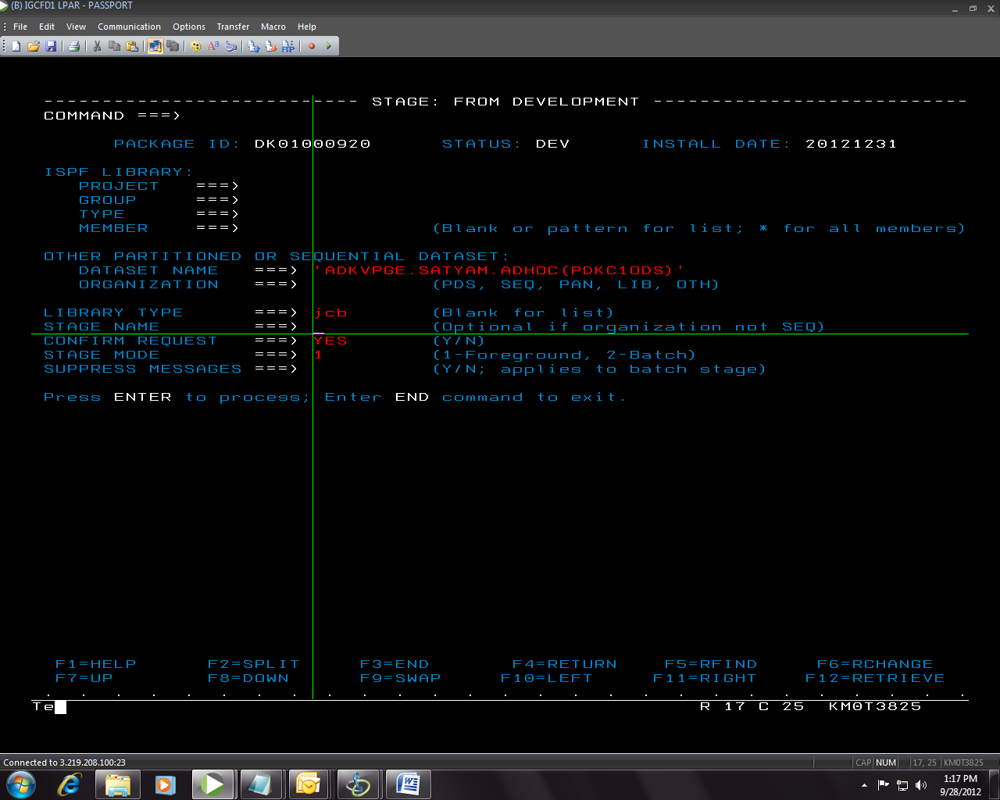 (B) IGCFD1 LPAR - PASSPORT
File Edit View Communication Options Transfer Macro Help
--------------------------- STAGE: FROM DEVELOPMENT ---------------------------
COMMAND ===>
PACKAGE ID: DK01000920 STATUS: DEV INSTALL DATE: 20121231
ISPF LIBRARY:
PROJECT ===>
GROUP ===>
TYPE ===>
MEMBER ===> (Blank or pattern for list; * for all members)
OTHER PARTITIONED OR SEQUENTIAL DATASET:
DATASET NAME ===> 'ADKVPGE.SATYAM.ADHOC(PDKC1ODS)'
ORGANIZATION ===> (PDS, SEQ, PAN, LIB, OTH)
LIBRARY TYPE ===> jcb (Blank for list)
STAGE NAME ===> _ (Optional if organization not SEQ)
CONFIRM REQUEST ===> YES (Y/N)
STAGE MODE ===> 1 (1-Foreground, 2-Batch)
SUPPRESS MESSAGES ===> (Y/N; applies to batch stage)
Press ENTER to process; Enter END command to exit.
F1=HELP F2=SPLIT F3=END F4=RETURN F5=RFIND F6=RCHANGE
F7=UP F8=DOWN F9=SWAP F10=LEFT F11=RIGHT F12=RETRIEVE
Te R 17 C 25 KM0T3825
Connected to 3.219.208.100:23 CAP NUM 17, 25 KM0T3825
1:17 PM
9/28/2012